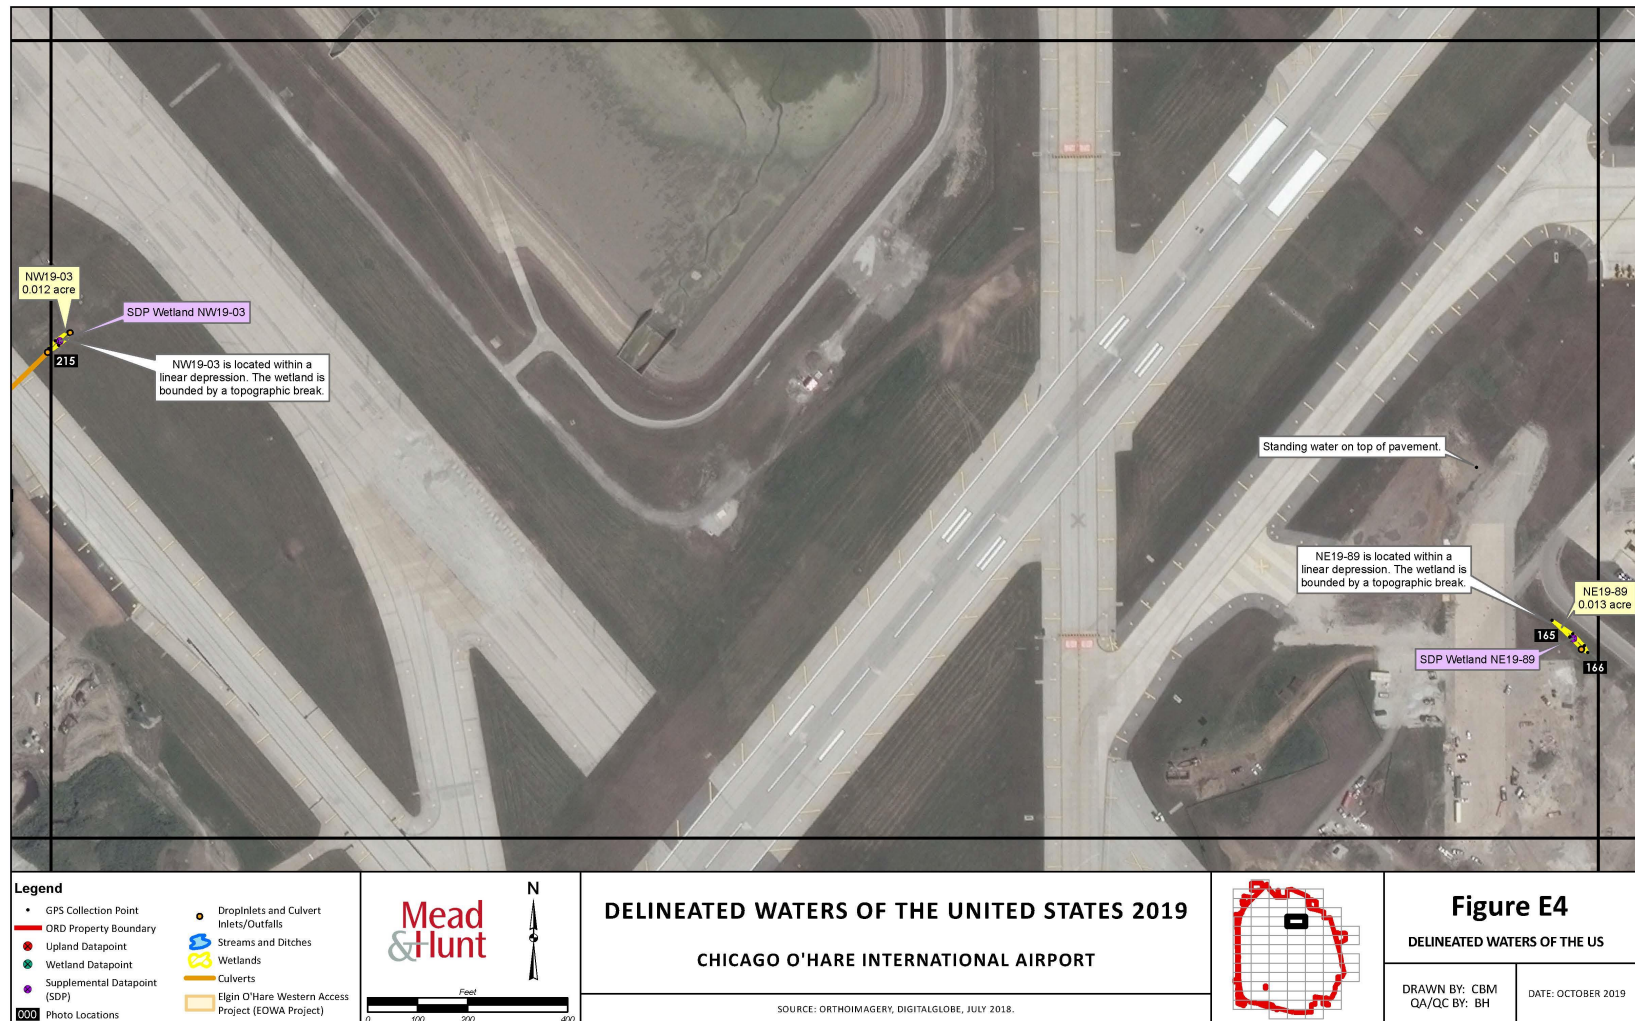 NW19-03
0.012 acre
SDP Wetland NW19-03
215
NW19-03 is located within a
linear depression. The wetland is
bounded by a topographic break.
Standing water on top of pavement.
NE19-89 is located within a
linear depression. The wetland is
bounded by a topographic break.
NE19-89
0.013 acre
165
SDP Wetland NE19-89
166
Legend
GPS Collection Point
ORD Property Boundary
Upland Datapoint
Wetland Datapoint
Supplemental Datapoint
(SDP)
000 Photo Locations
DropInlets and Culvert
Inlets/Outfalls
Streams and Ditches
Wetlands
Culverts
Elgin O'Hare Western Access
Project (EOWA Project)
Mead
&Hunt
N
Feet
0 100 200 400
DELINEATED WATERS OF THE UNITED STATES 2019
CHICAGO O'HARE INTERNATIONAL AIRPORT
SOURCE: ORTHOIMAGERY, DIGITALGLOBE, JULY 2018.
Figure E4
DELINEATED WATERS OF THE US
DRAWN BY: CBM
QA/QC BY: BH
DATE: OCTOBER 2019